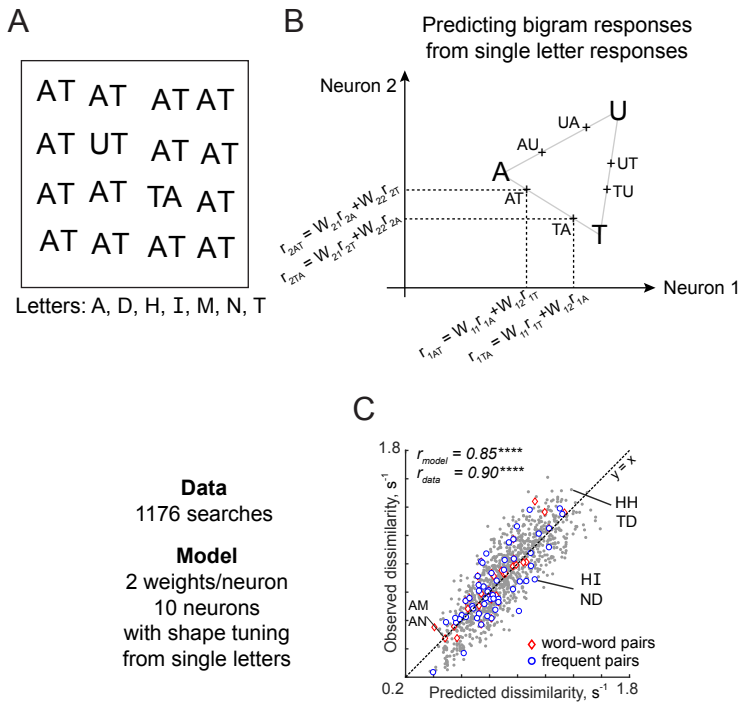 A
AT AT AT AT
AT UT AT AT
AT AT TA AT
AT AT AT AT
Letters: A, D, H, I, M, N, T
B
Predicting bigram responses
from single letter responses
Neuron 2
U
UA
AU
A
UT
AT
TU
TA
T
r2AT = W21r2A+W22r2T
r2TA = W21r2T+W22r2A
Neuron 1
r1AT = W11r1A+W12r1T
r1TA = W11r1T+W12r1A
Data
1176 searches
Model
2 weights/neuron
10 neurons
with shape tuning
from single letters
C
1.8
rmodel = 0.85****
rdata = 0.90****
y = x
HH
TD
HI
ND
AM
AN
Observed dissimilarity, s-1
word-word pairs
frequent pairs
0.2
Predicted dissimilarity, s-1
1.8